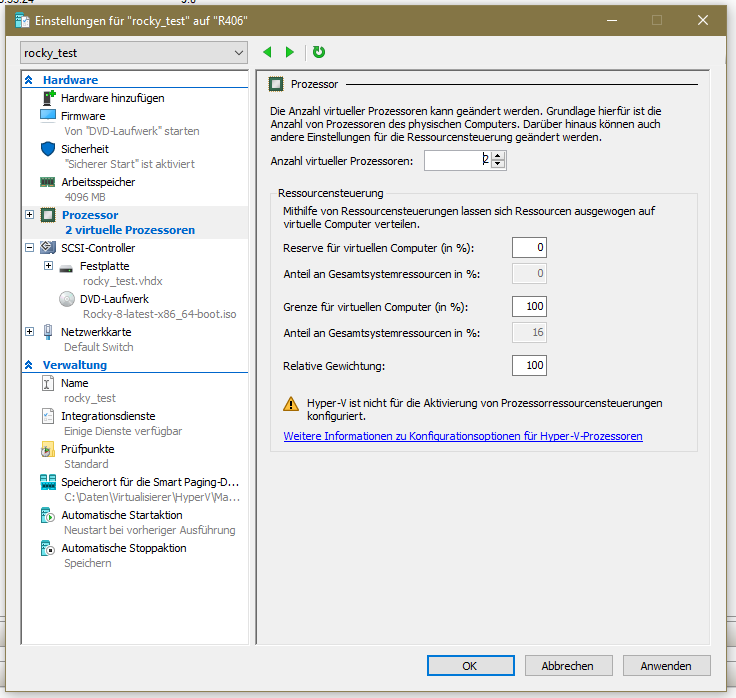 Einstellungen für "rocky_test" auf "R406"
rocky_test
Hardware
Hardware hinzufügen
Firmware
Von "DVD-Laufwerk" starten
Sicherheit
"Sicherer Start" ist aktiviert
Arbeitsspeicher
4096 MB
Prozessor
2 virtuelle Prozessoren
SCSI-Controller
Festplatte
rocky_test.vhdx
DVD-Laufwerk
Rocky-8-latest-x86_64-boot.iso
Netzwerkkarte
Default Switch
Verwaltung
Name
rocky_test
Integrationsdienste
Einige Dienste verfügbar
Prüfpunkte
Standard
Speicherort für die Smart Paging-D...
C:\Daten\Virtualisierer\HyperV\Ma...
Automatische Startaktion
Neustart bei vorheriger Ausführung
Automatische Stoppaktion
Speichern
Prozessor
Die Anzahl virtueller Prozessoren kann geändert werden. Grundlage hierfür ist die
Anzahl von Prozessoren des physischen Computers. Darüber hinaus können auch
andere Einstellungen für die Ressourcensteuerung geändert werden.
Anzahl virtueller Prozessoren: 2
Ressourcensteuerung
Mithilfe von Ressourcensteuerungen lassen sich Ressourcen ausgewogen auf
virtuelle Computer verteilen.
Reserve für virtuellen Computer (in %): 0
Anteil an Gesamtsystemressourcen in %: 0
Grenze für virtuellen Computer (in %): 100
Anteil an Gesamtsystemressourcen in %: 16
Relative Gewichtung: 100
Hyper-V ist nicht für die Aktivierung von Prozessorressourcensteuerungen
konfiguriert.
Weitere Informationen zu Konfigurationsoptionen für Hyper-V-Prozessoren
OK Abbrechen Anwenden